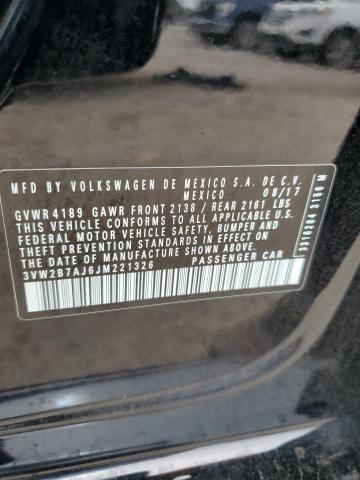 MFD BY VOLKSWAGEN DE MEXICO S.A. DE C.V.
MEXICO 08/17
GVWR 4189 GAWR FRONT 2138 / REAR 2161 LBS
THIS VEHICLE CONFORMS TO ALL APPLICABLE U.S.
FEDERAL MOTOR VEHICLE SAFETY, BUMPER AND
THEFT PREVENTION STANDARDS IN EFFECT ON
THE DATE OF MANUFACTURE SHOWN ABOVE.
3VW2B7AJ6JM221326 PASSENGER CAR